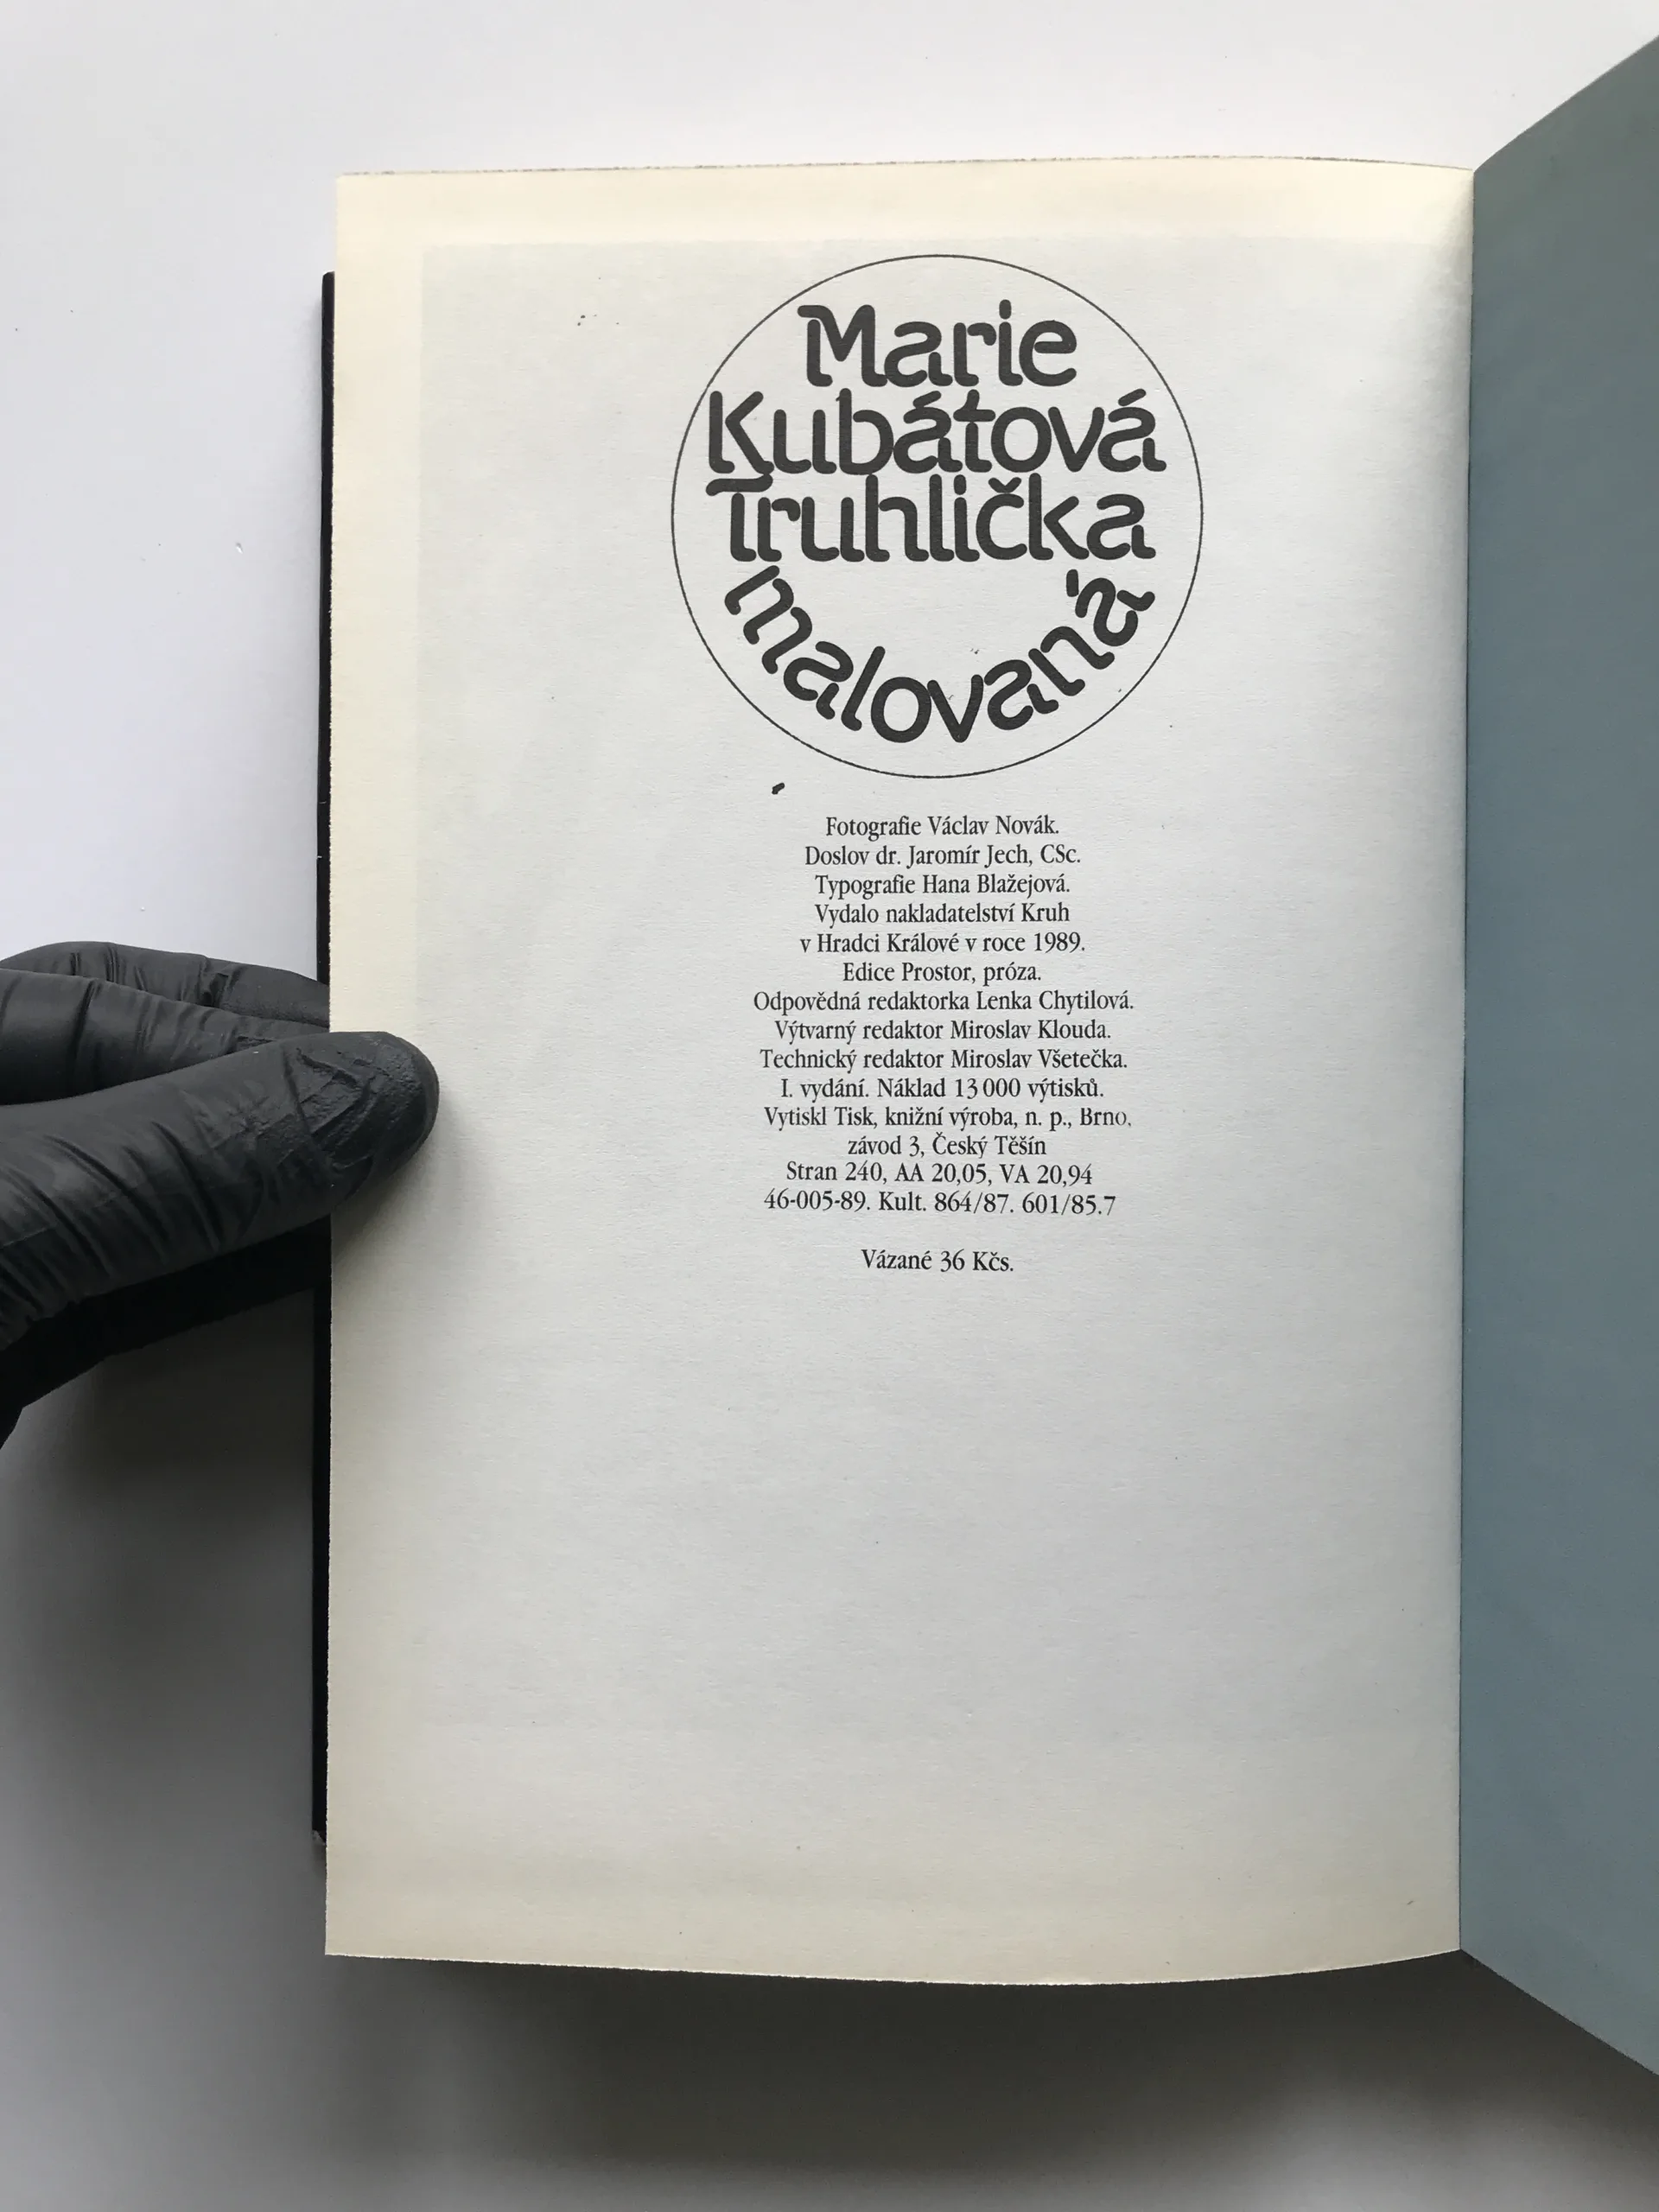 Marie
Kubátová
Truhlička
malovaná
Fotografie Václav Novák.
Doslov dr. Jaromír Jech, CSc.
Typografie Hana Blažejová.
Vydalo nakladatelství Kruh
v Hradci Králové v roce 1989.
Edice Prostor, próza.
Odpovědná redaktorka Lenka Chytilová.
Výtvarný redaktor Miroslav Klouda.
Technický redaktor Miroslav Všetečka.
I. vydání. Náklad 13 000 výtisků.
Vytiskl Tisk, knižní výroba, n. p., Brno,
závod 3, Český Těšín
Stran 240, AA 20,05, VA 20,94
46-005-89. Kult. 864/87. 601/85.7
Vázané 36 Kčs.